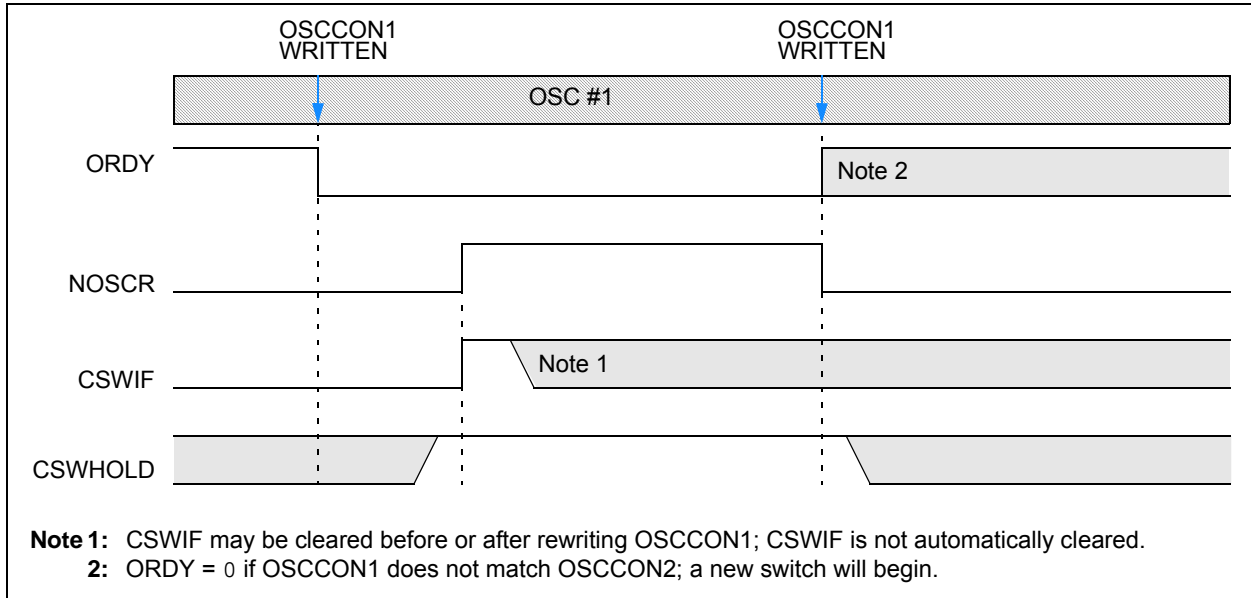 OSCCON1 OSCCON1
WRITTEN WRITTEN
OSC #1
ORDY
Note 2
NOSCR
CSWIF
Note 1
CSWHOLD
Note 1: CSWIF may be cleared before or after rewriting OSCCON1; CSWIF is not automatically cleared.
2: ORDY = 0 if OSCCON1 does not match OSCCON2; a new switch will begin.